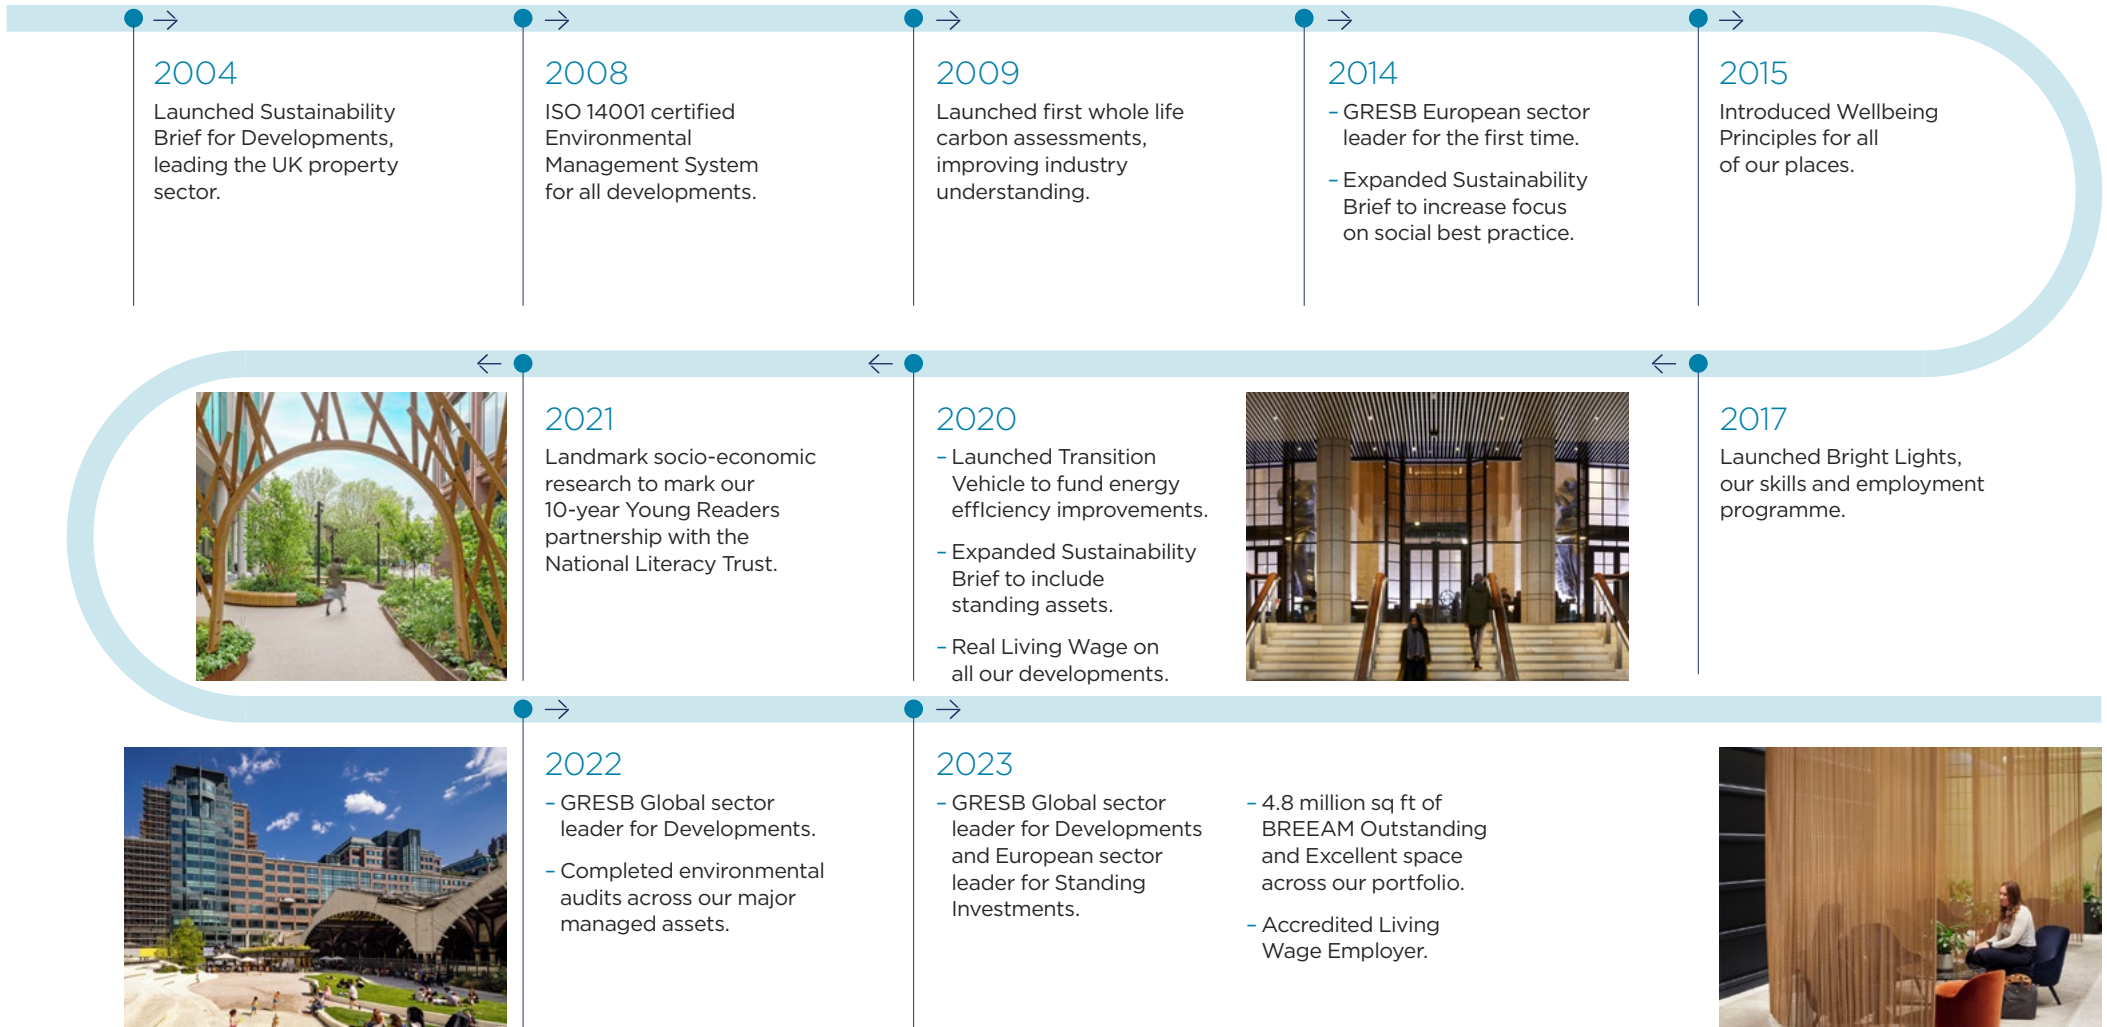 2004
Launched Sustainability
Brief for Developments,
leading the UK property
sector.
2008
ISO 14001 certified
Environmental
Management System
for all developments.
2009
Launched first whole life
carbon assessments,
improving industry
understanding.
2014
– GRESB European sector
leader for the first time.
– Expanded Sustainability
Brief to increase focus
on social best practice.
2015
Introduced Wellbeing
Principles for all
of our places.
2017
Launched Bright Lights,
our skills and employment
programme.
2020
– Launched Transition
Vehicle to fund energy
efficiency improvements.
– Expanded Sustainability
Brief to include
standing assets.
– Real Living Wage on
all our developments.
2021
Landmark socio-economic
research to mark our
10-year Young Readers
partnership with the
National Literacy Trust.
2022
– GRESB Global sector
leader for Developments.
– Completed environmental
audits across our major
managed assets.
2023
– GRESB Global sector
leader for Developments
and European sector
leader for Standing
Investments.
– 4.8 million sq ft of
BREEAM Outstanding
and Excellent space
across our portfolio.
– Accredited Living
Wage Employer.